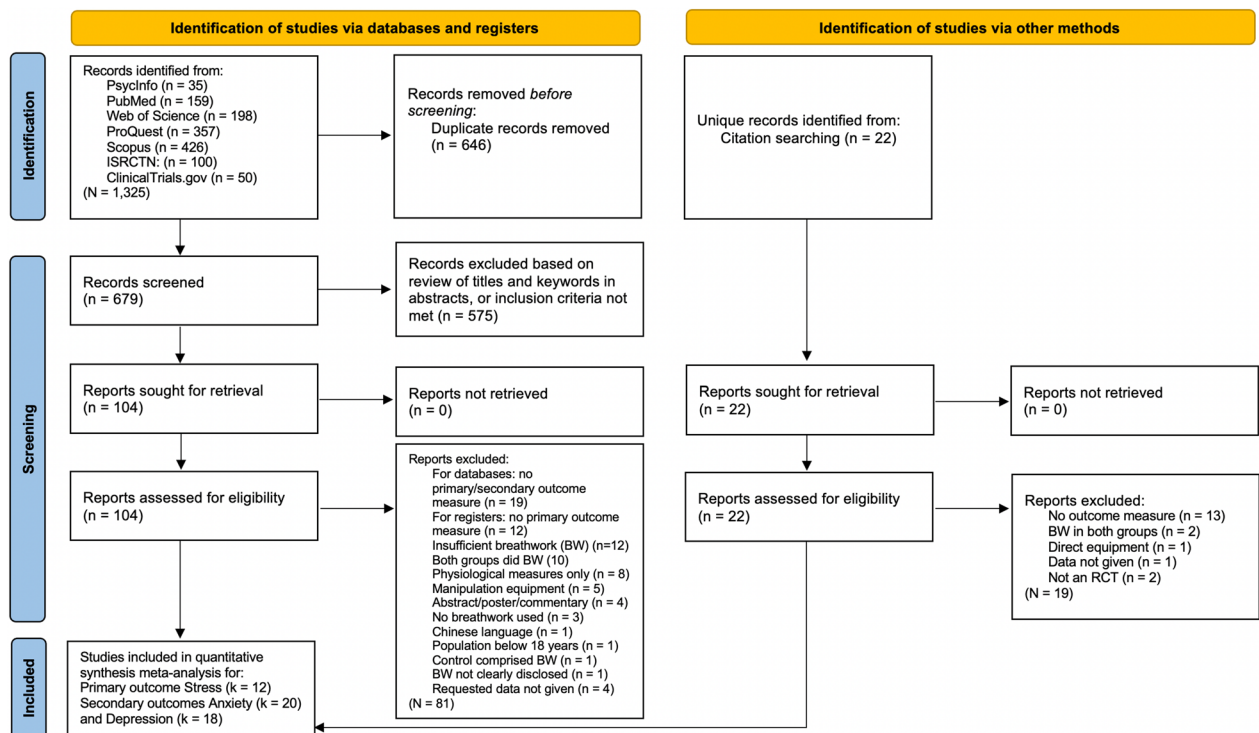 Identification of studies via databases and registers
Identification of studies via other methods
Identification
Records identified from:
PsycInfo (n = 35)
PubMed (n = 159)
Web of Science (n = 198)
ProQuest (n = 357)
Scopus (n = 426)
ISRCTN: (n = 100)
ClinicalTrials.gov (n = 50)
(N = 1,325)
Records removed before
screening:
Duplicate records removed
(n = 646)
Unique records identified from:
Citation searching (n = 22)
Screening
Records screened
(n = 679)
Records excluded based on
review of titles and keywords in
abstracts, or inclusion criteria not
met (n = 575)
Reports sought for retrieval
(n = 104)
Reports not retrieved
(n = 0)
Reports sought for retrieval
(n = 22)
Reports not retrieved
(n = 0)
Reports assessed for eligibility
(n = 104)
Reports excluded:
For databases: no
primary/secondary outcome
measure (n = 19)
For registers: no primary outcome
measure (n = 12)
Insufficient breathwork (BW) (n=12)
Both groups did BW (10)
Physiological measures only (n = 8)
Manipulation equipment (n = 5)
Abstract/poster/commentary (n = 4)
No breathwork used (n = 3)
Chinese language (n = 1)
Population below 18 years (n = 1)
Control comprised BW (n = 1)
BW not clearly disclosed (n = 1)
Requested data not given (n = 4)
(N = 81)
Reports assessed for eligibility
(n = 22)
Reports excluded:
No outcome measure (n = 13)
BW in both groups (n = 2)
Direct equipment (n = 1)
Data not given (n = 1)
Not an RCT (n = 2)
(N = 19)
Included
Studies included in quantitative
synthesis meta-analysis for:
Primary outcome Stress (k = 12)
Secondary outcomes Anxiety (k = 20)
and Depression (k = 18)